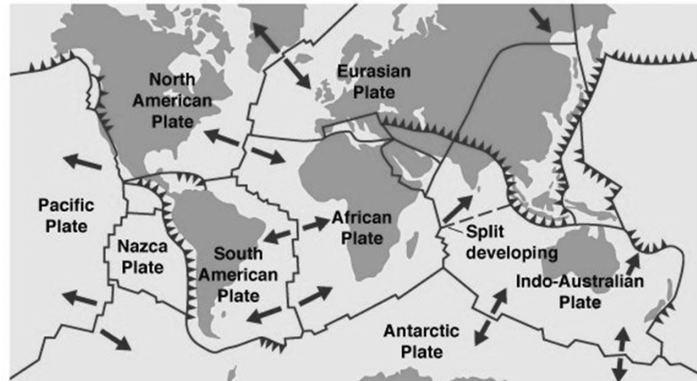 North
American
Plate
Eurasian
Plate
Pacific
Plate
Nazca
Plate
South
American
Plate
African
Plate
Split
developing
Indo-Australian
Plate
Antarctic
Plate